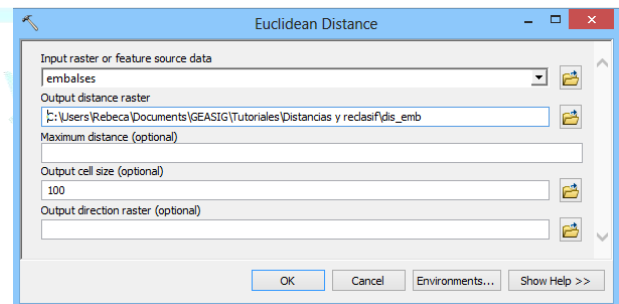 Euclidean Distance
Input raster or feature source data
embalses
Output distance raster
C:\Users\Rebeca\Documents\GEASIG\Tutoriales\Distancias y reclasif\dis_emb
Maximum distance (optional)
Output cell size (optional)
100
Output direction raster (optional)
OK Cancel Environments... Show Help >>